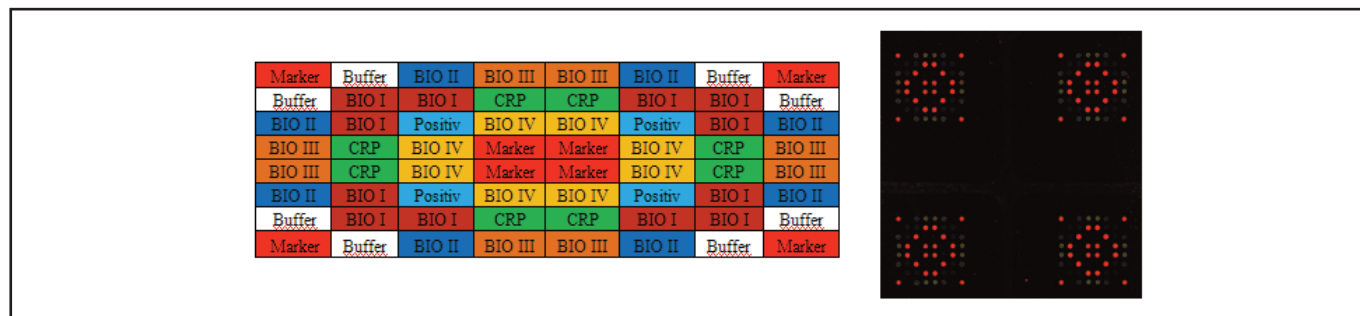 Marker Buffer BIO II BIO III BIO III BIO II Buffer Marker
Buffer BIO I BIO I CRP CRP BIO I BIO I Buffer
BIO II BIO I Positiv BIO IV BIO IV Positiv BIO I BIO II
BIO III CRP BIO IV Marker Marker BIO IV CRP BIO III
BIO III CRP BIO IV Marker Marker BIO IV CRP BIO III
BIO II BIO I Positiv BIO IV BIO IV Positiv BIO I BIO II
Buffer BIO I BIO I CRP CRP BIO I BIO I Buffer
Marker Buffer BIO II BIO III BIO III BIO II Buffer Marker